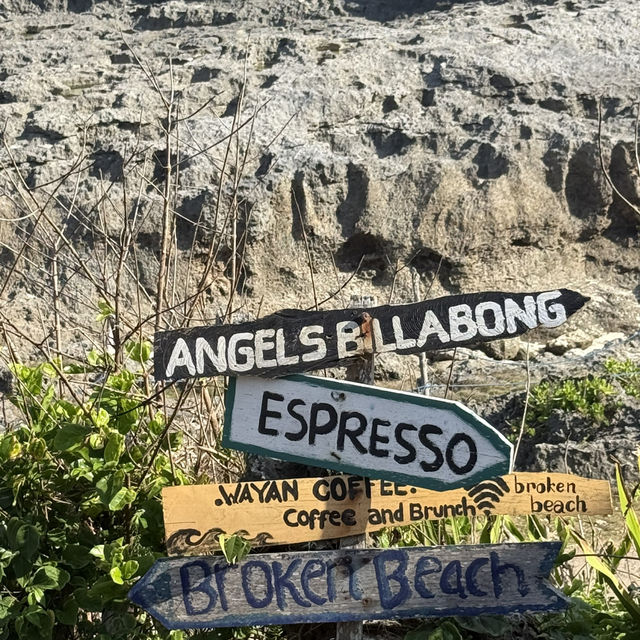 ANGELS BILLABONG
ESPRESSO
.WAYAN COFFEE.
Coffee and Brunch
broken
beach
Broken Beach